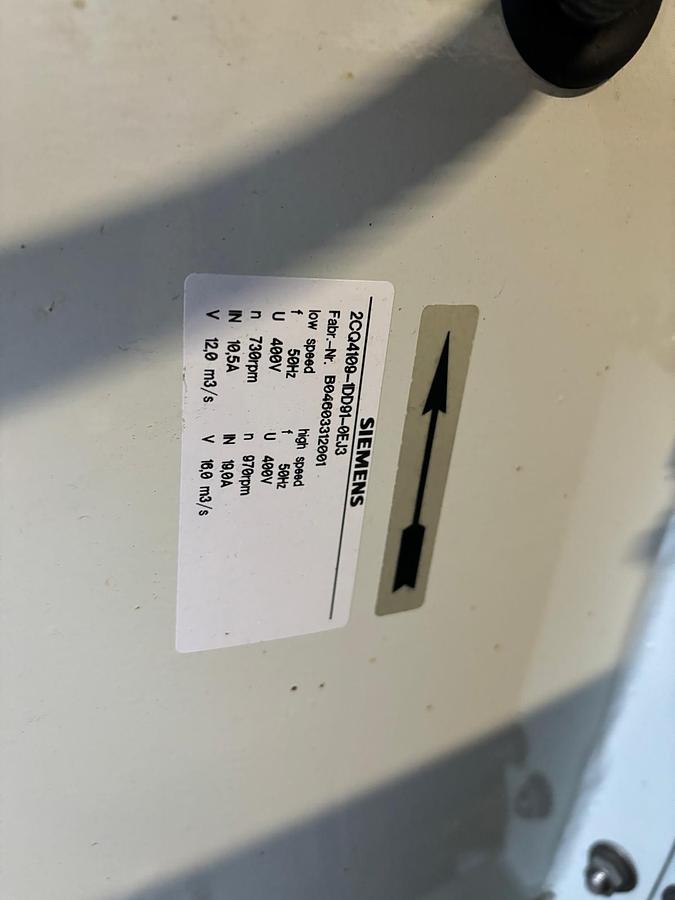 SIEMENS
2CQ4109-1DD91-0EJ3
Fabr.-Nr. B04603312001
low speed high speed
f 50Hz f 50Hz
U 400V U 400V
n 730rpm n 970rpm
IN 10,5A IN 19,0A
V 12,0 m3/s V 16,0 m3/s